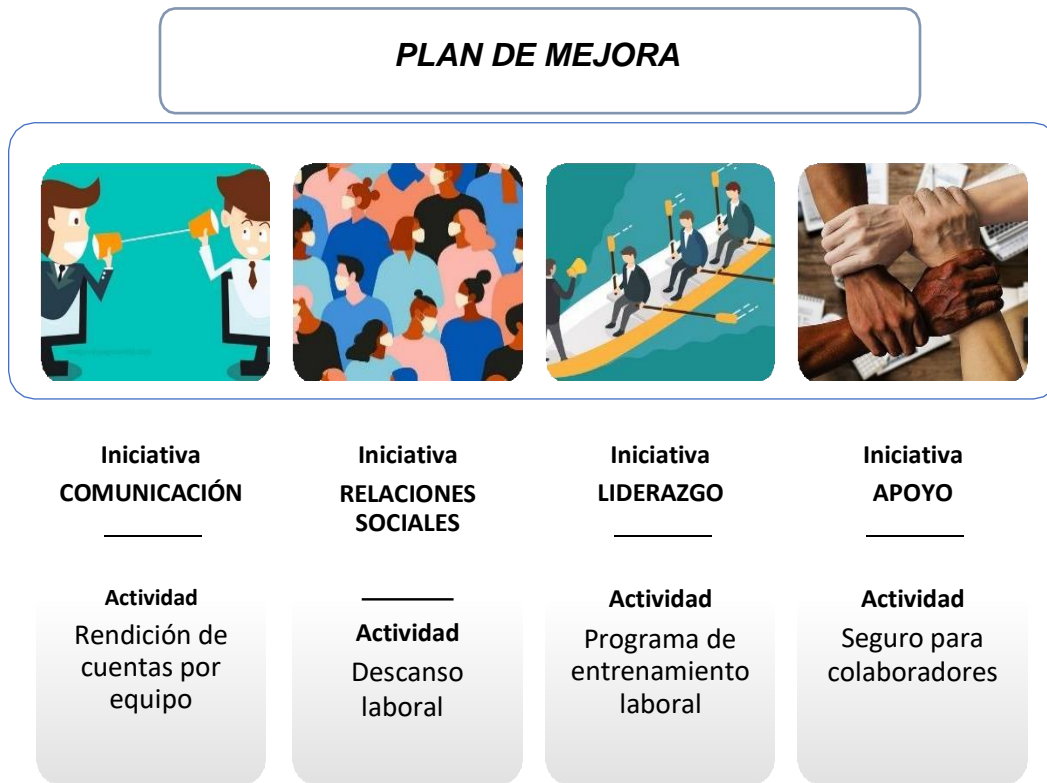 PLAN DE MEJORA
Iniciativa
COMUNICACIÓN
Actividad
Rendición de
cuentas por
equipo
Iniciativa
RELACIONES
SOCIALES
Actividad
Descanso
laboral
Iniciativa
LIDERAZGO
Actividad
Programa de
entrenamiento
laboral
Iniciativa
APOYO
Actividad
Seguro para
colaboradores